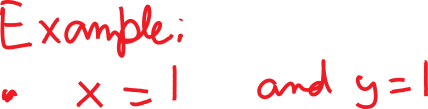 Example:
• x = 1 and y = 1